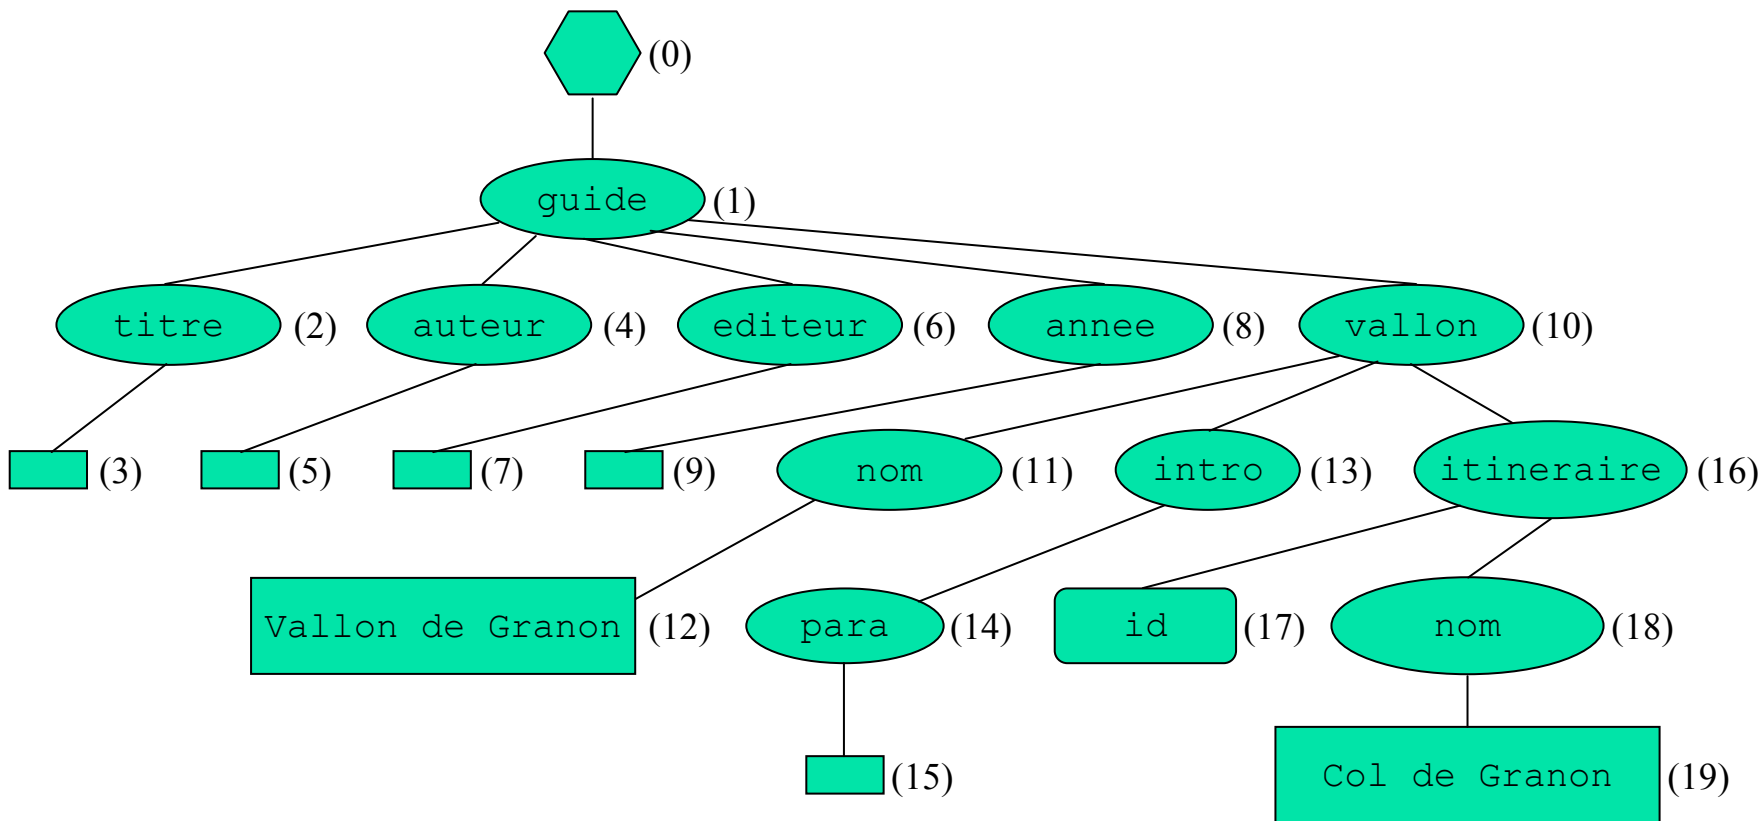 (0)
guide (1)
titre (2) auteur (4) editeur (6) annee (8) vallon (10)
(3) (5) (7) (9) nom (11) intro (13) itineraire (16)
Vallon de Granon (12) para (14) id (17) nom (18)
(15) Col de Granon (19)